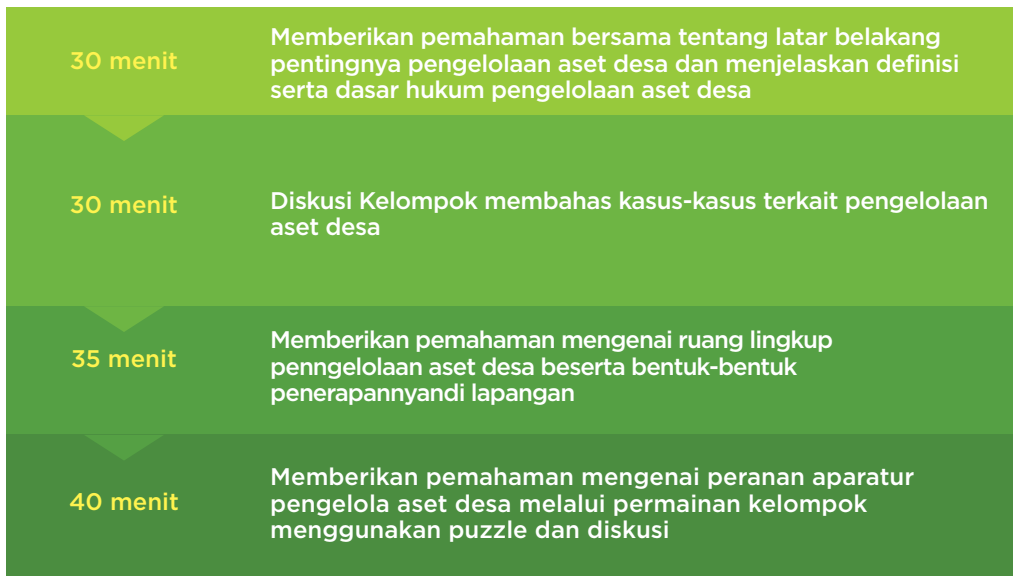 30 menit
Memberikan pemahaman bersama tentang latar belakang
pentingnya pengelolaan aset desa dan menjelaskan definisi
serta dasar hukum pengelolaan aset desa
30 menit
Diskusi Kelompok membahas kasus-kasus terkait pengelolaan
aset desa
35 menit
Memberikan pemahaman mengenai ruang lingkup
penngelolaan aset desa beserta bentuk-bentuk
penerapannyandi lapangan
40 menit
Memberikan pemahaman mengenai peranan aparatur
pengelola aset desa melalui permainan kelompok
menggunakan puzzle dan diskusi